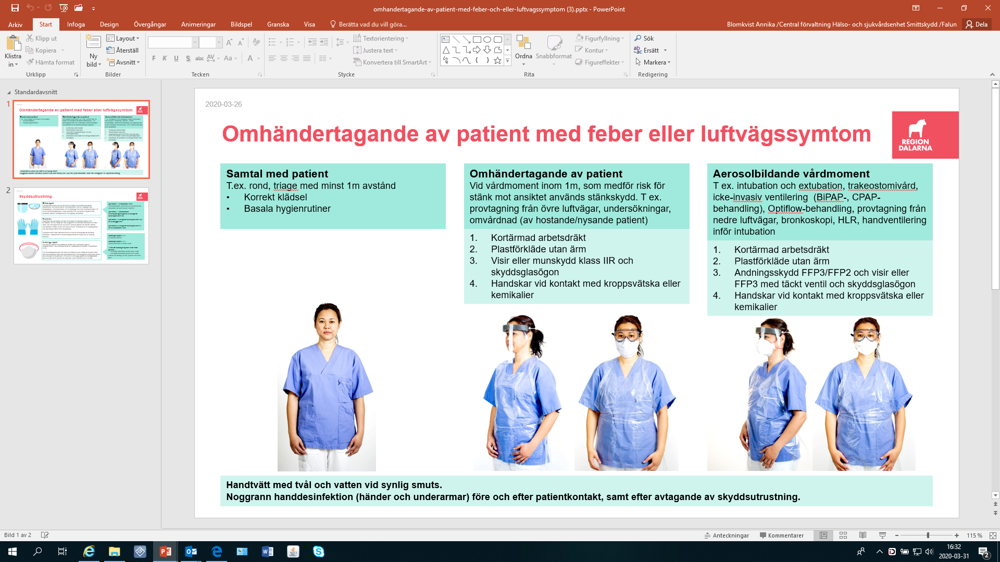 omhandertagande-av-patient-med-feber-och-eller-luftvagssymptom (3).pptx - PowerPoint
Arkiv
Start
Infoga
Design
Övergångar
Animeringar
Bildspel
Granska
Visa
Berätta vad du vill göra...
Blomkvist Annika /Central förvaltning Hälso- och sjukvårdsenhet Smittskydd /Falun
Dela
Klistra in
Klipp ut
Kopiera
Hämta format
Urklipp
Ny bild
Layout
Återställ
Avsnitt
Bilder
F K U S abc AV Aa A
Tecken
Textorientering
Justera text
Konvertera till SmartArt
Stycke
Ordna
Snabbformat
Figurfyllning
Kontur
Figureffekter
Rita
Sök
Ersätt
Markera
Redigering
Standardavsnitt
1
Omhändertagande av patient med feber eller luftvägssymtom
2
Skyddsutrustning
2020-03-26
Omhändertagande av patient med feber eller luftvägssymtom
REGION
DALARNA
Samtal med patient
T.ex. rond, triage med minst 1m avstånd
• Korrekt klädsel
• Basala hygienrutiner
Omhändertagande av patient
Vid vårdmoment inom 1m, som medför risk för
stänk mot ansiktet används stänkskydd. T ex.
provtagning från övre luftvägar, undersökningar,
omvårdnad (av hostande/nysande patient)
1. Kortärmad arbetsdräkt
2. Plastförkläde utan ärm
3. Visir eller munskydd klass IIR och
skyddsglasögon
4. Handskar vid kontakt med kroppsvätska eller
kemikalier
Aerosolbildande vårdmoment
T ex. intubation och extubation, trakeostomivård,
icke-invasiv ventilering (BiPAP-, CPAP-
behandling), Optiflow-behandling, provtagning från
nedre luftvägar, bronkoskopi, HLR, handventilering
inför intubation
1. Kortärmad arbetsdräkt
2. Plastförkläde utan ärm
3. Andningsskydd FFP3/FFP2 och visir eller
FFP3 med täckt ventil och skyddsglasögon
4. Handskar vid kontakt med kroppsvätska eller
kemikalier
Handtvätt med tvål och vatten vid synlig smuts.
Noggrann handdesinfektion (händer och underarmar) före och efter patientkontakt, samt efter avtagande av skyddsutrustning.
Bild 1 av 2
Anteckningar
Kommentarer
115 %
16:32
2020-03-31
2